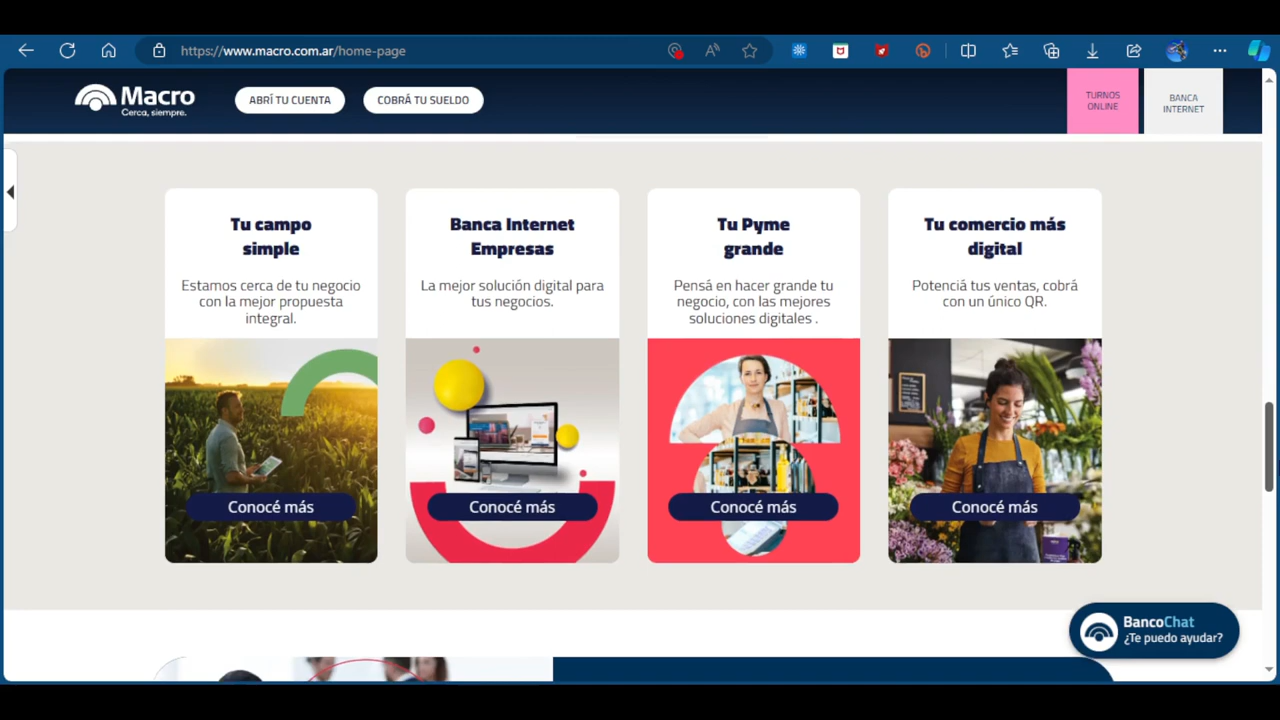 https://www.macro.com.ar/home-page
Macro
Cerca, siempre.
ABRÍ TU CUENTA
COBRÁ TU SUELDO
TURNOS
ONLINE
BANCA
INTERNET
Tu campo
simple
Estamos cerca de tu negocio
con la mejor propuesta
integral.
Conocé más
Banca Internet
Empresas
La mejor solución digital para
tus negocios.
Conocé más
Tu Pyme
grande
Pensá en hacer grande tu
negocio, con las mejores
soluciones digitales .
Conocé más
Tu comercio más
digital
Potenciá tus ventas, cobrá
con un único QR.
Conocé más
BancoChat
¿Te puedo ayudar?